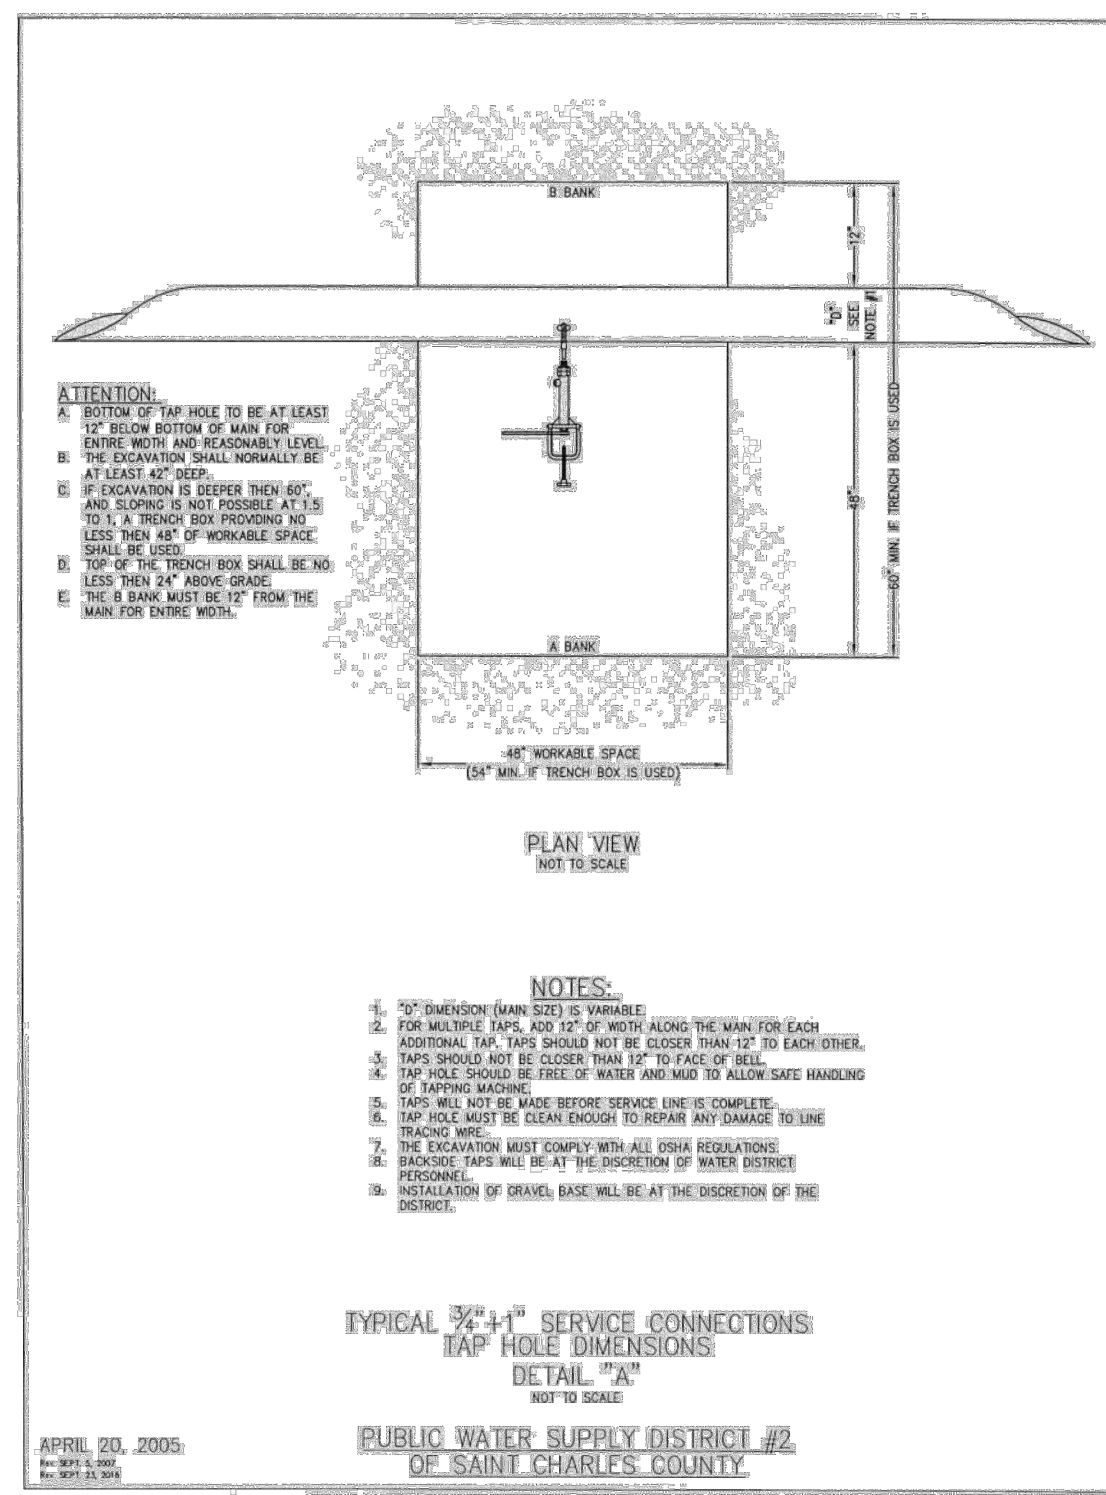 B BANK
12"
"D"
SEE
NOTE #1
ATTENTION:
A. BOTTOM OF TAP HOLE TO BE AT LEAST
12" BELOW BOTTOM OF MAIN FOR
ENTIRE WIDTH AND REASONABLY LEVEL.
B. THE EXCAVATION SHALL NORMALLY BE
AT LEAST 42" DEEP.
C. IF EXCAVATION IS DEEPER THEN 60",
AND SLOPING IS NOT POSSIBLE AT 1.5
TO 1, A TRENCH BOX PROVIDING NO
LESS THEN 48" OF WORKABLE SPACE
SHALL BE USED.
D. TOP OF THE TRENCH BOX SHALL BE NO
LESS THEN 24" ABOVE GRADE.
E. THE B BANK MUST BE 12" FROM THE
MAIN FOR ENTIRE WIDTH.
48"
60" MIN. IF TRENCH BOX IS USED
A BANK
48" WORKABLE SPACE
(54" MIN. IF TRENCH BOX IS USED)
PLAN VIEW
NOT TO SCALE
NOTES:
1. "D" DIMENSION (MAIN SIZE) IS VARIABLE.
2. FOR MULTIPLE TAPS, ADD 12" OF WIDTH ALONG THE MAIN FOR EACH
ADDITIONAL TAP. TAPS SHOULD NOT BE CLOSER THAN 12" TO EACH OTHER.
3. TAPS SHOULD NOT BE CLOSER THAN 12" TO FACE OF BELL.
4. TAP HOLE SHOULD BE FREE OF WATER AND MUD TO ALLOW SAFE HANDLING
OF TAPPING MACHINE.
5. TAPS WILL NOT BE MADE BEFORE SERVICE LINE IS COMPLETE.
6. TAP HOLE MUST BE CLEAN ENOUGH TO REPAIR ANY DAMAGE TO LINE
TRACING WIRE.
7. THE EXCAVATION MUST COMPLY WITH ALL OSHA REGULATIONS.
8. BACKSIDE TAPS WILL BE AT THE DISCRETION OF WATER DISTRICT
PERSONNEL.
9. INSTALLATION OF GRAVEL BASE WILL BE AT THE DISCRETION OF THE
DISTRICT.
TYPICAL 3/4"+1" SERVICE CONNECTIONS
TAP HOLE DIMENSIONS
DETAIL "A"
NOT TO SCALE
PUBLIC WATER SUPPLY DISTRICT #2
OF SAINT CHARLES COUNTY
APRIL 20, 2005
Rev. SEPT. 5, 2007
Rev. SEPT. 23, 2016